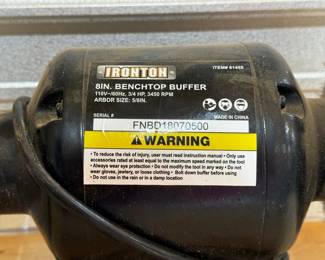 IRONTON
ITEM# 61455
8IN. BENCHTOP BUFFER
110V~/60Hz, 3/4 HP, 3450 RPM
ARBOR SIZE: 5/8IN.
SERIAL # MADE IN CHINA
FNBD18070500
WARNING
• To reduce the risk of injury, user must read instruction manual • Only use
accessories rated at least equal to the maximum speed marked on the tool
• Always wear eye protection • Do not modify the tool in any way • Do not
wear gloves, jewelry, or loose clothing • Bolt down buffer before using
• Do not use in rain or in a damp location